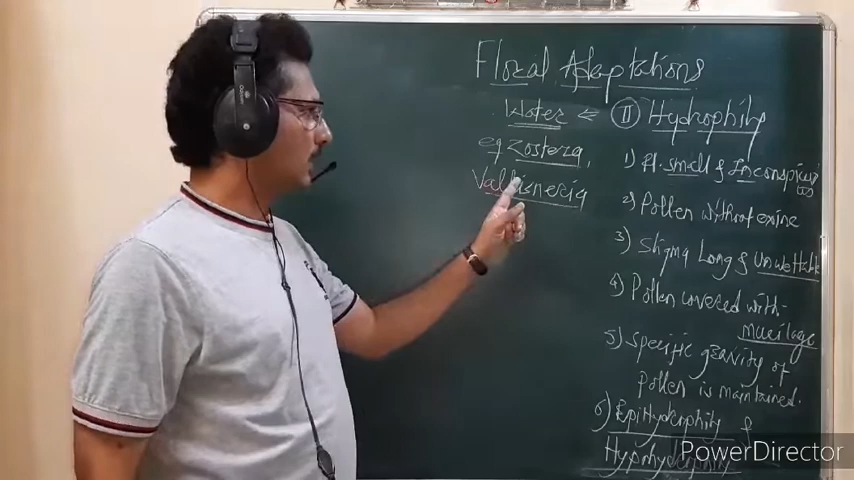 Floral Adaptations
Water ⇐ II Hydrophily
eg Zostera,
Vallisneria
1) Fl. small & Inconspicuous
2) Pollen without exine
3) Stigma Long & Unwettable
4) Pollen covered with-
mucilage
5) Specific gravity of
Pollen is maintained.
6) EpiHydrophily &
Hypohydrophily
PowerDirector